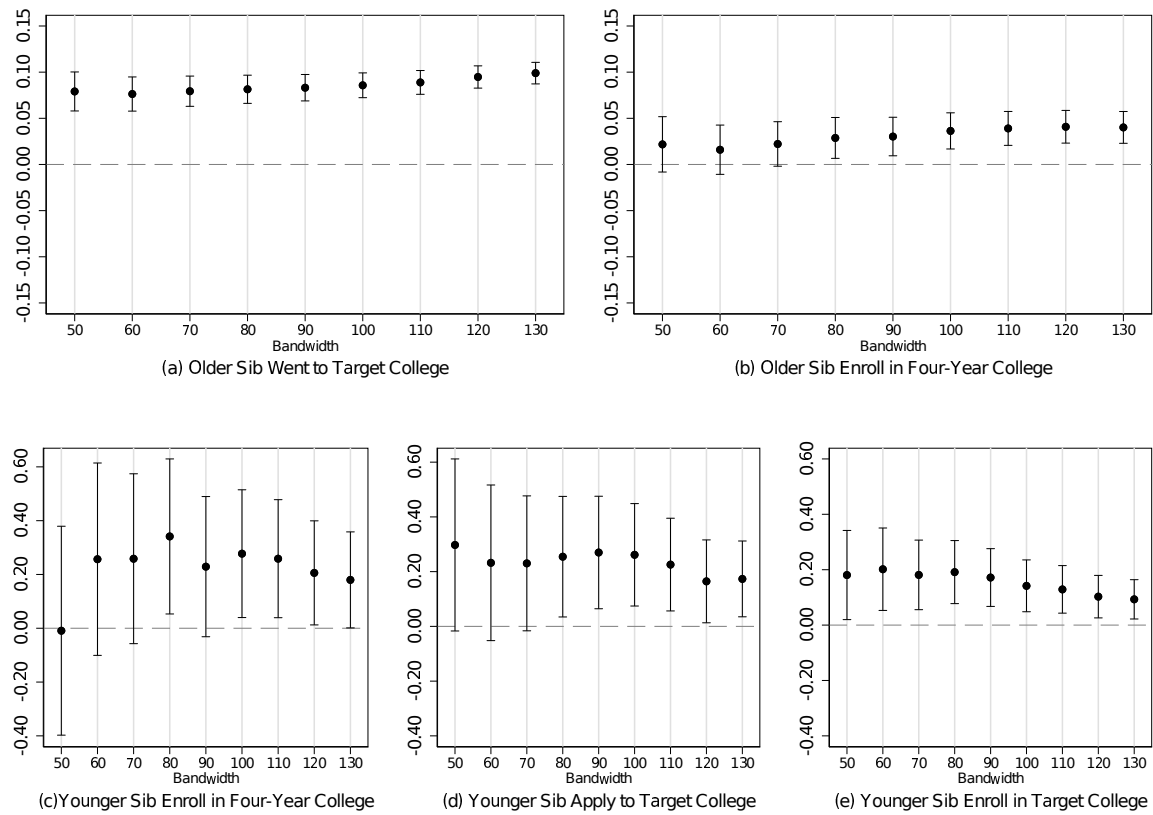 0.15
0.10
0.05
0.00
-0.05
-0.10
-0.15
50 60 70 80 90 100 110 120 130
Bandwidth
(a) Older Sib Went to Target College
0.15
0.10
0.05
0.00
-0.05
-0.10
-0.15
50 60 70 80 90 100 110 120 130
Bandwidth
(b) Older Sib Enroll in Four-Year College
0.60
0.40
0.20
0.00
-0.20
-0.40
50 60 70 80 90 100 110 120 130
Bandwidth
(c)Younger Sib Enroll in Four-Year College
0.60
0.40
0.20
0.00
-0.20
-0.40
50 60 70 80 90 100 110 120 130
Bandwidth
(d) Younger Sib Apply to Target College
0.60
0.40
0.20
0.00
-0.20
-0.40
50 60 70 80 90 100 110 120 130
Bandwidth
(e) Younger Sib Enroll in Target College